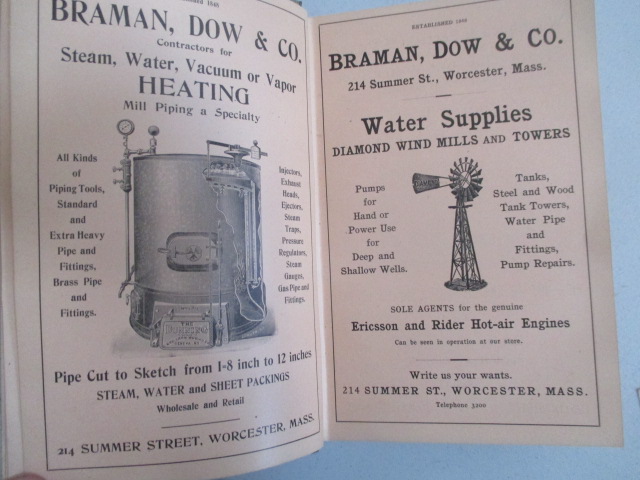 BRAMAN, DOW & CO.
Contractors for
Steam, Water, Vacuum or Vapor
HEATING
Mill Piping a Specialty
All Kinds
of
Piping Tools,
Standard
and
Extra Heavy
Pipe and
Fittings,
Brass Pipe
and
Fittings.
Injectors,
Exhaust
Heads,
Ejectors,
Steam
Traps,
Pressure
Regulators,
Steam
Gauges,
Gas Pipe and
Fittings.
THE
Pipe Cut to Sketch from 1-8 inch to 12 inches
STEAM, WATER and SHEET PACKINGS
Wholesale and Retail
214 SUMMER STREET, WORCESTER, MASS.
ESTABLISHED
BRAMAN, DOW & CO.
214 Summer St., Worcester, Mass.
Water Supplies
DIAMOND WIND MILLS AND TOWERS
Pumps
for
Hand or
Power Use
for
Deep and
Shallow Wells.
Tanks,
Steel and Wood
Tank Towers,
Water Pipe
and
Fittings,
Pump Repairs.
SOLE AGENTS for the genuine
Ericsson and Rider Hot-air Engines
Can be seen in operation at our store.
Write us your wants.
214 SUMMER ST., WORCESTER, MASS.
Telephone 3200